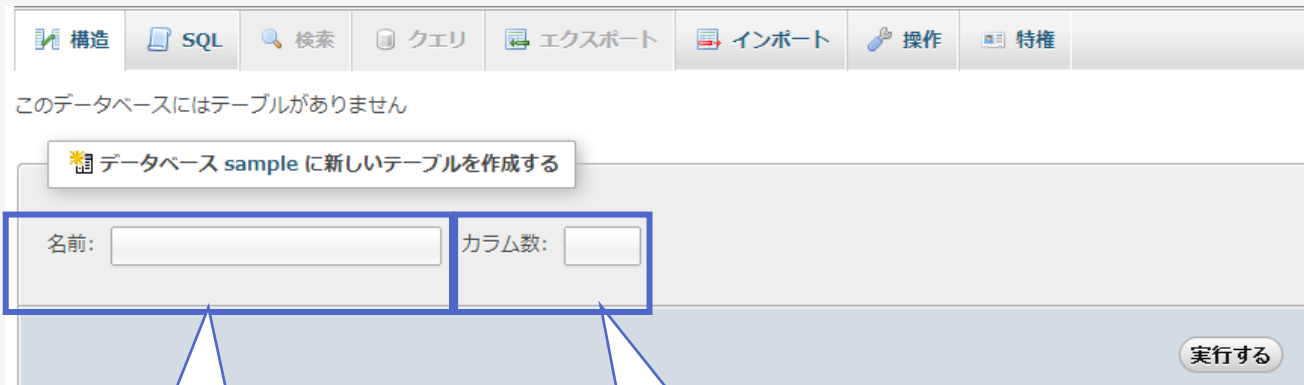 構造 SQL 検索 クエリ エクスポート インポート 操作 特権
このデータベースにはテーブルがありません
データベース sample に新しいテーブルを作成する
名前: カラム数:
実行する